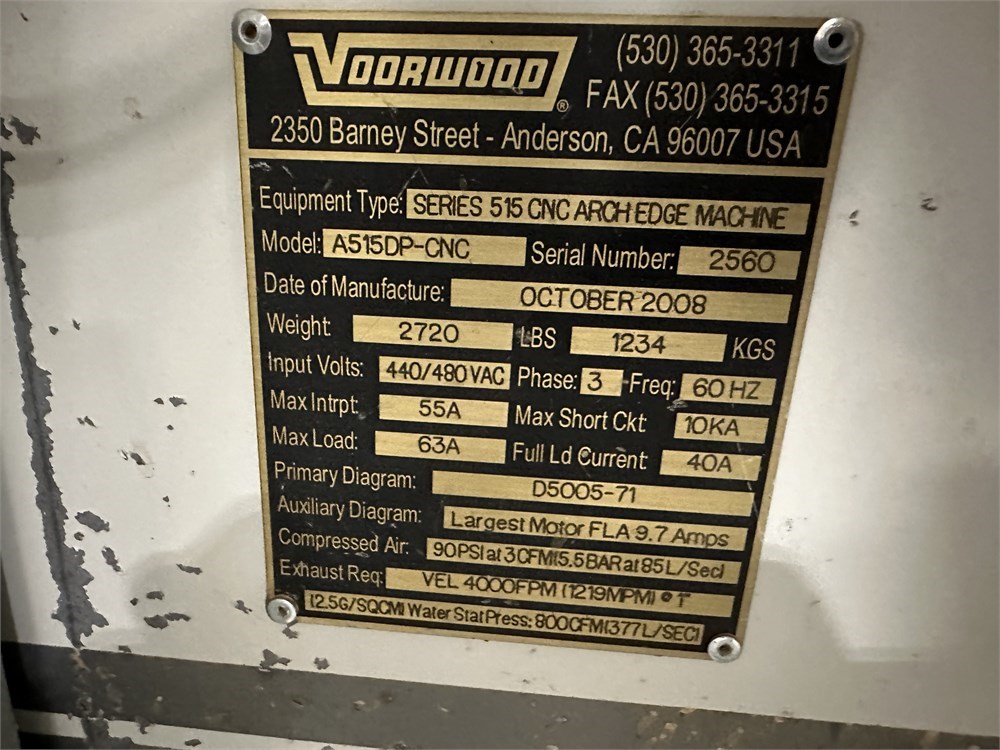 VOORWOOD®
(530) 365-3311
FAX (530) 365-3315
2350 Barney Street - Anderson, CA 96007 USA
Equipment Type: SERIES 515 CNC ARCH EDGE MACHINE
Model: A515DP-CNC Serial Number: 2560
Date of Manufacture: OCTOBER 2008
Weight: 2720 LBS 1234 KGS
Input Volts: 440/480 VAC Phase: 3 Freq: 60 HZ
Max Intrpt: 55A Max Short Ckt: 10KA
Max Load: 63A Full Ld Current: 40A
Primary Diagram: D5005-71
Auxiliary Diagram: Largest Motor FLA 9.7 Amps
Compressed Air: 90PSI at 3CFM(5.5BAR at 85L/Sec)
Exhaust Req: VEL 4000FPM (1219MPM) @ 1"
(2.5G/SQCM) Water Stat Press: 800CFM(377L/SEC)